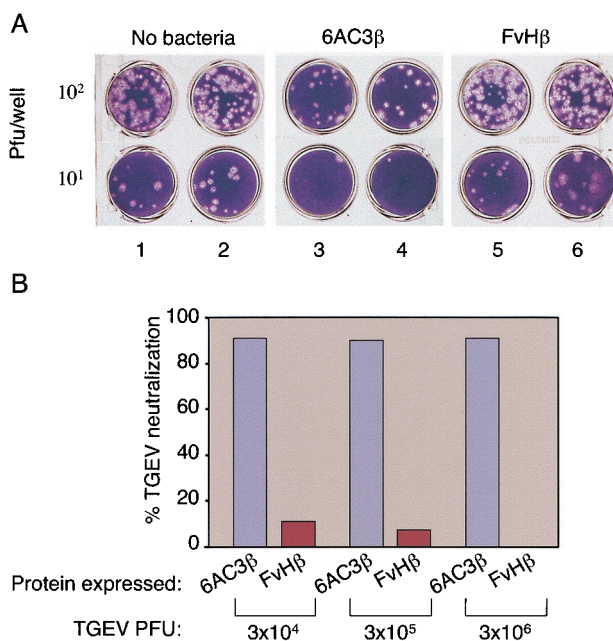 A
No bacteria 6AC3β FvHβ
Pfu/well
10²
10¹
1 2 3 4 5 6
B
% TGEV neutralization
100
80
60
40
20
0
Protein expressed: 6AC3β FvHβ 6AC3β FvHβ 6AC3β FvHβ
TGEV PFU: 3x10⁴ 3x10⁵ 3x10⁶